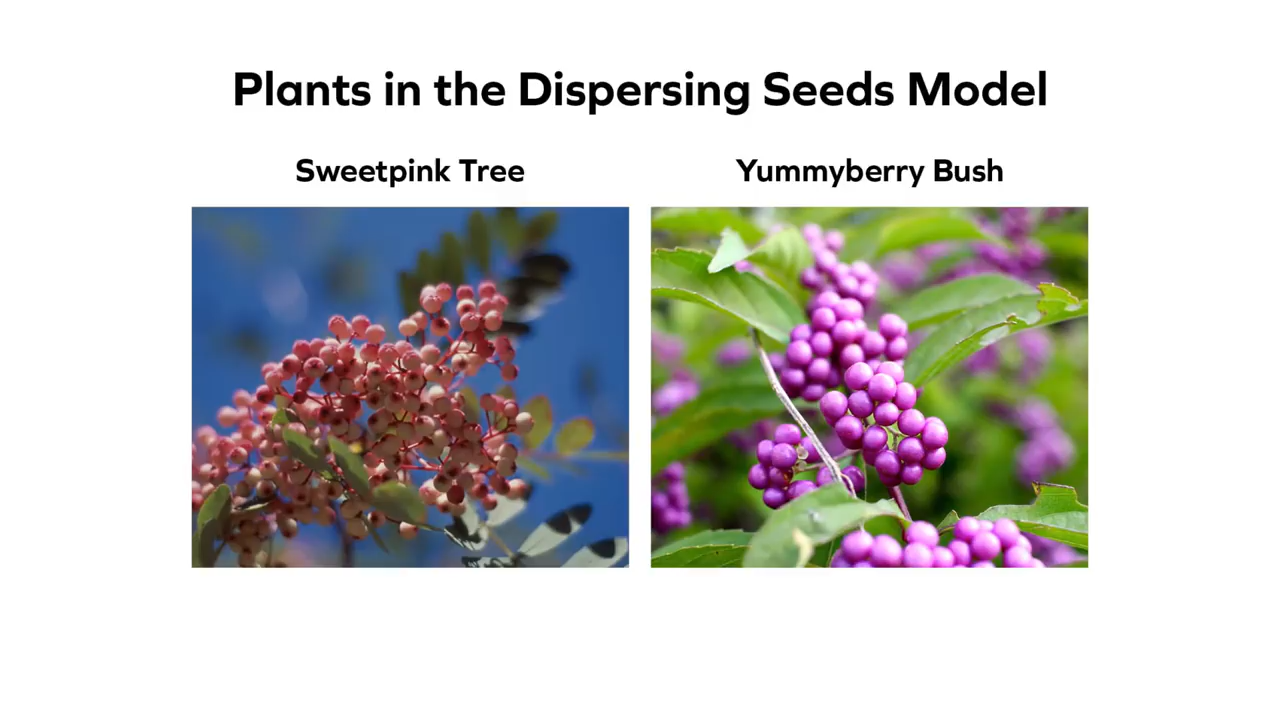 Plants in the Dispersing Seeds Model
Sweetpink Tree
Yummyberry Bush